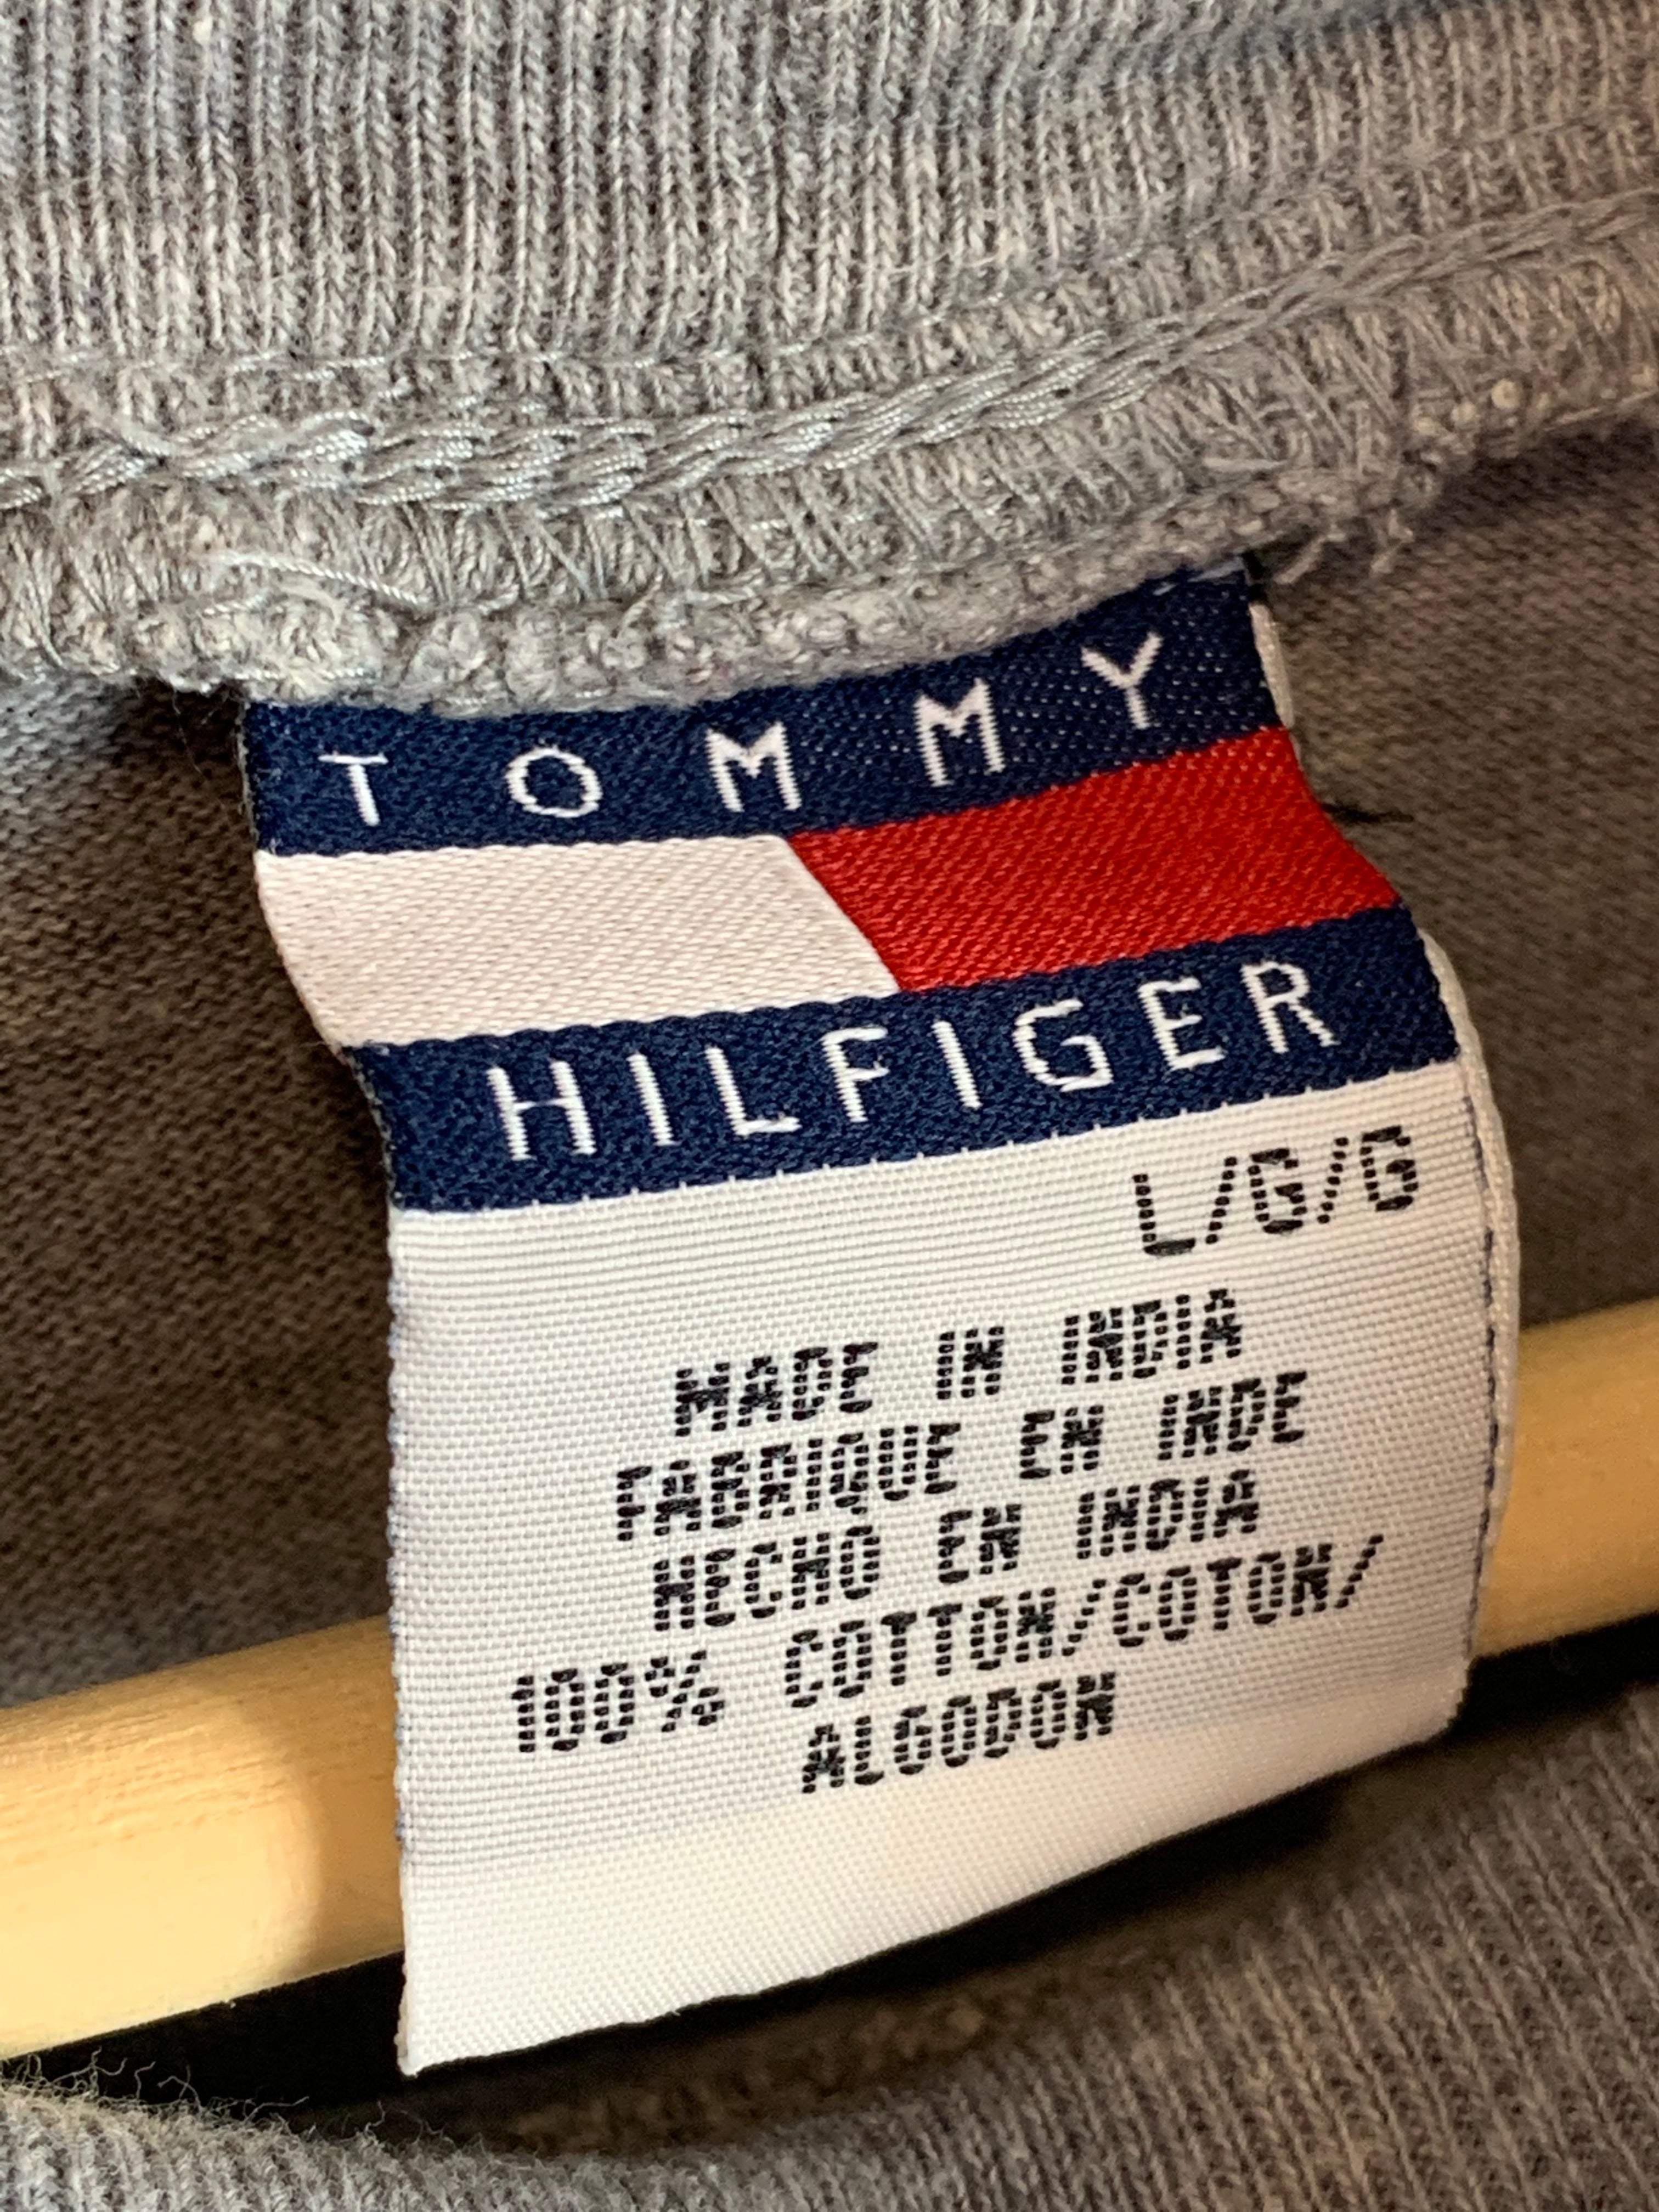 TOMMY
HILFIGER
L/G/G
MADE IN INDIA
FABRIQUE EN INDE
HECHO EN INDIA
100% COTTON/COTON/
ALGODON